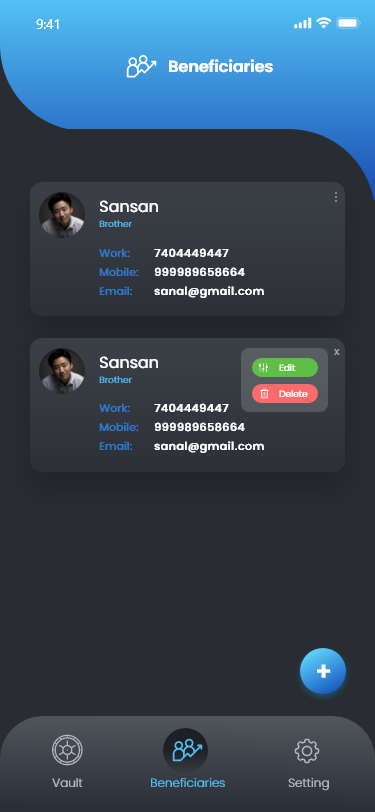 9:41
Beneficiaries
Sansan
Brother
Work: 7404449447
Mobile: 999989658664
Email: sanal@gmail.com
Sansan
x
Brother
Edit
Delete
Work: 7404449447
Mobile: 999989658664
Email: sanal@gmail.com
+
Vault Beneficiaries Setting